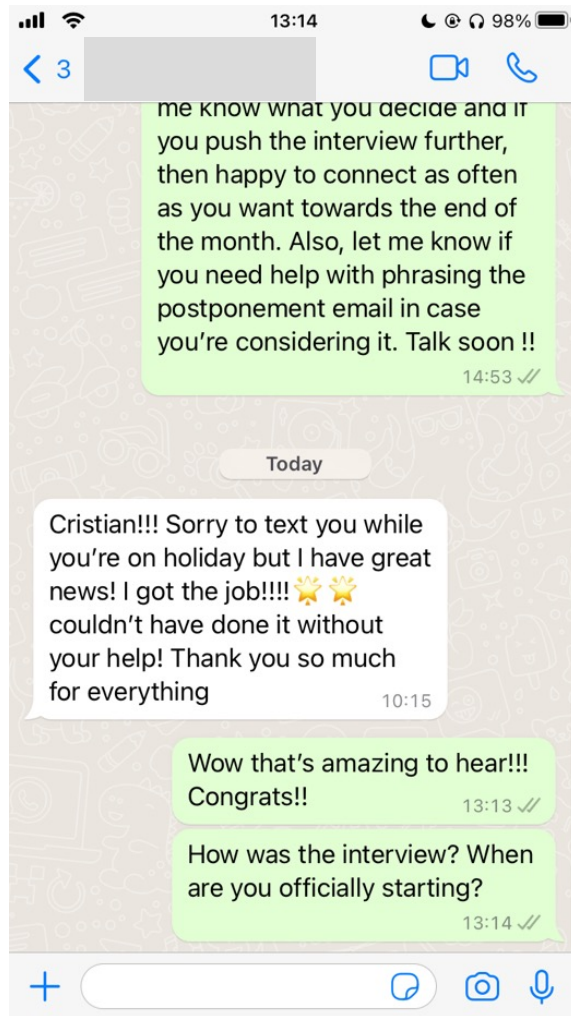 13:14
98%
3
me know what you decide and if
you push the interview further,
then happy to connect as often
as you want towards the end of
the month. Also, let me know if
you need help with phrasing the
postponement email in case
you’re considering it. Talk soon !!
14:53
Today
Cristian!!! Sorry to text you while
you’re on holiday but I have great
news! I got the job!!!!🌟🌟
couldn’t have done it without
your help! Thank you so much
for everything
10:15
Wow that’s amazing to hear!!!
Congrats!!
13:13
How was the interview? When
are you officially starting?
13:14